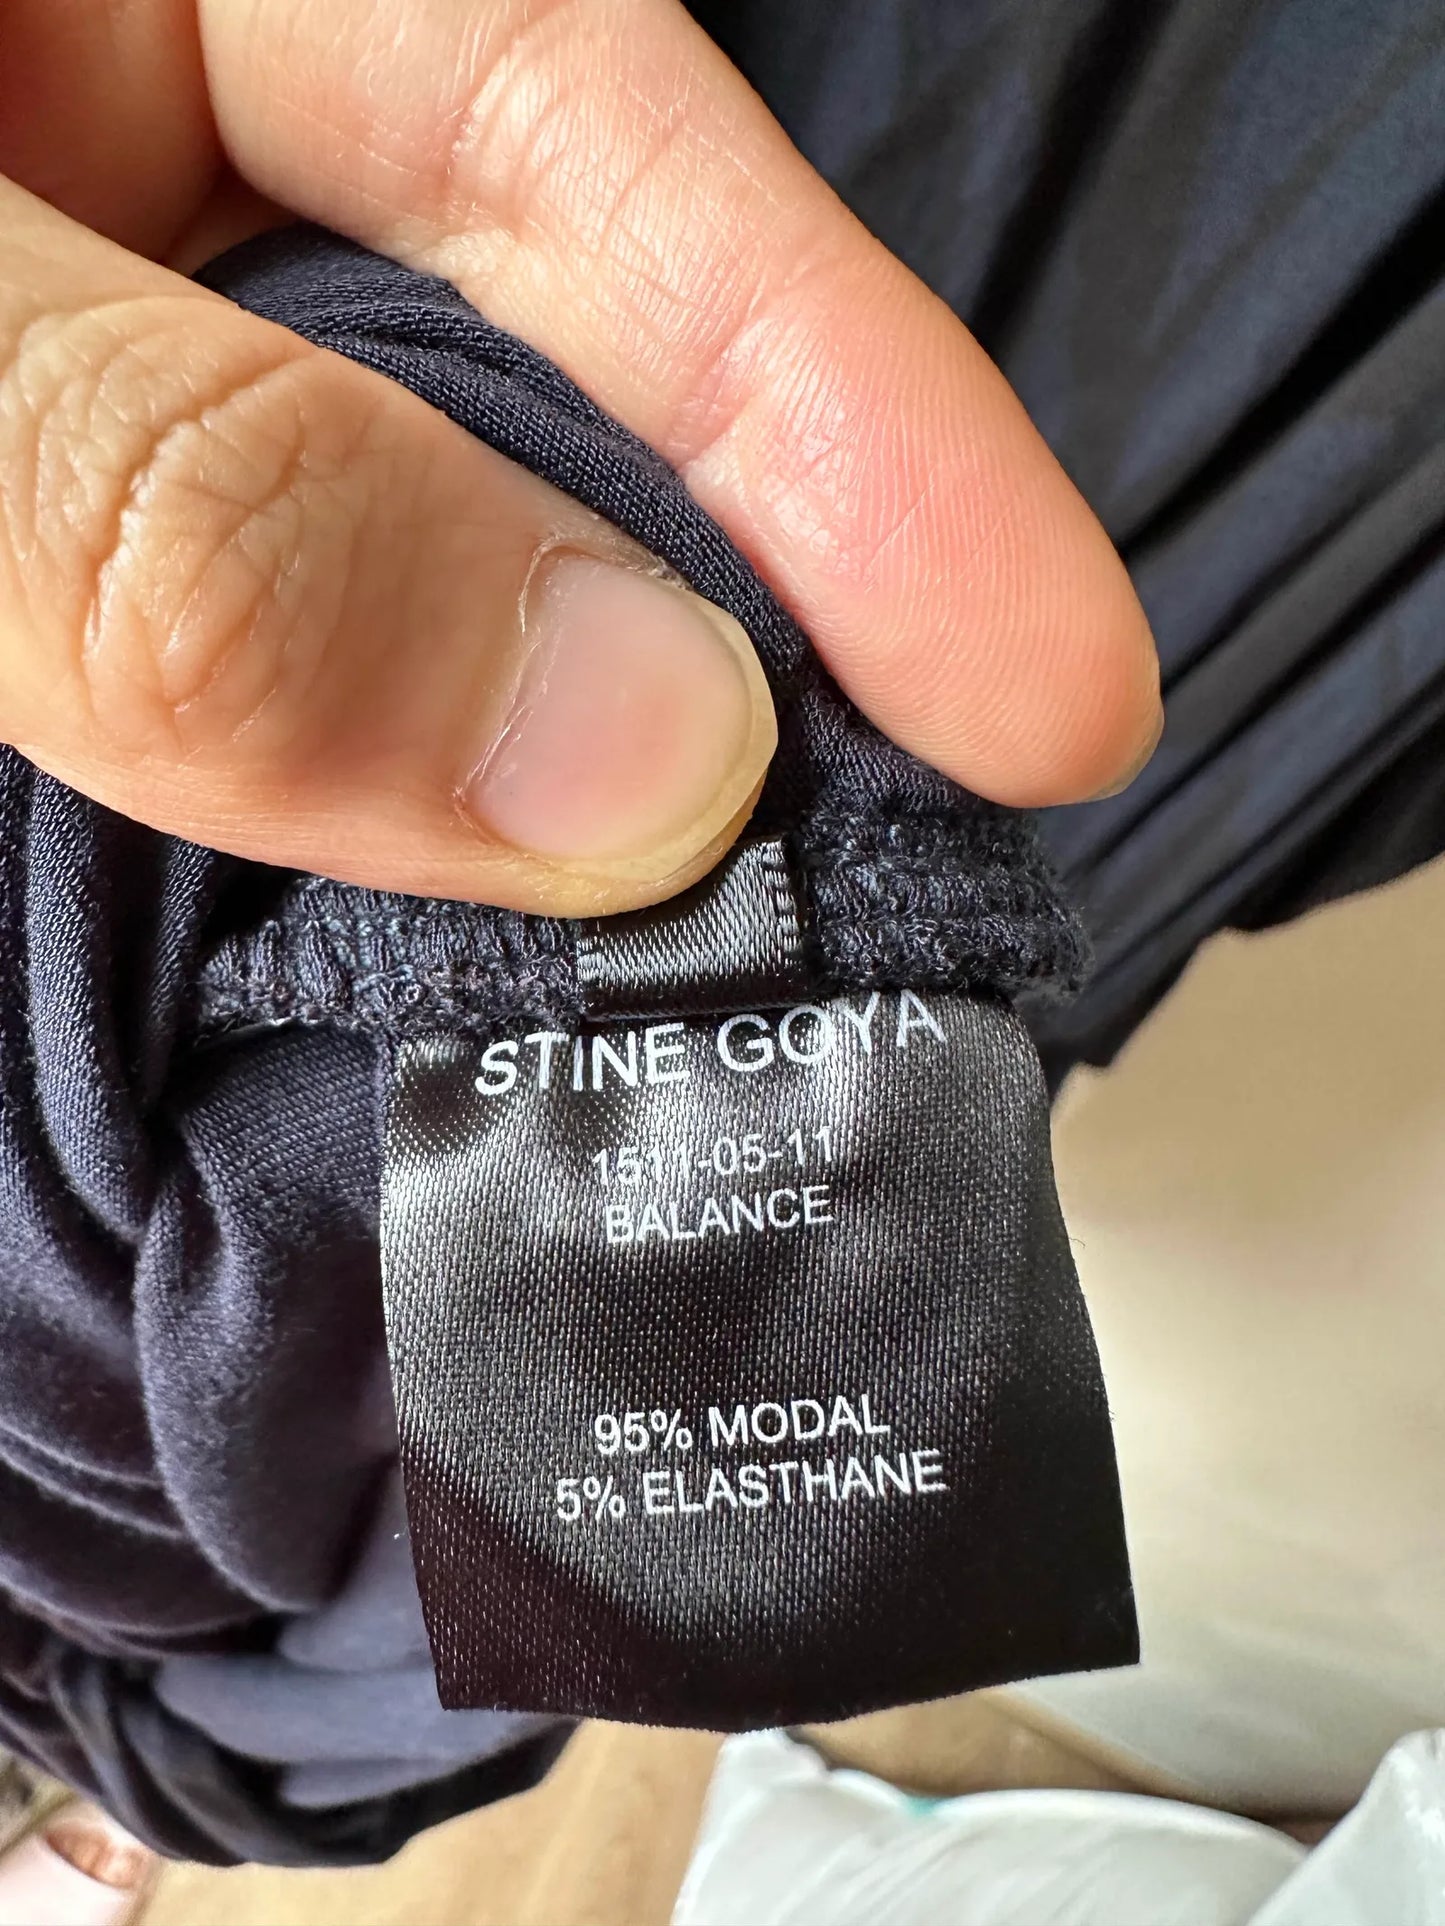 STINE GOYA
1511-05-11
BALANCE
95% MODAL
5% ELASTHANE